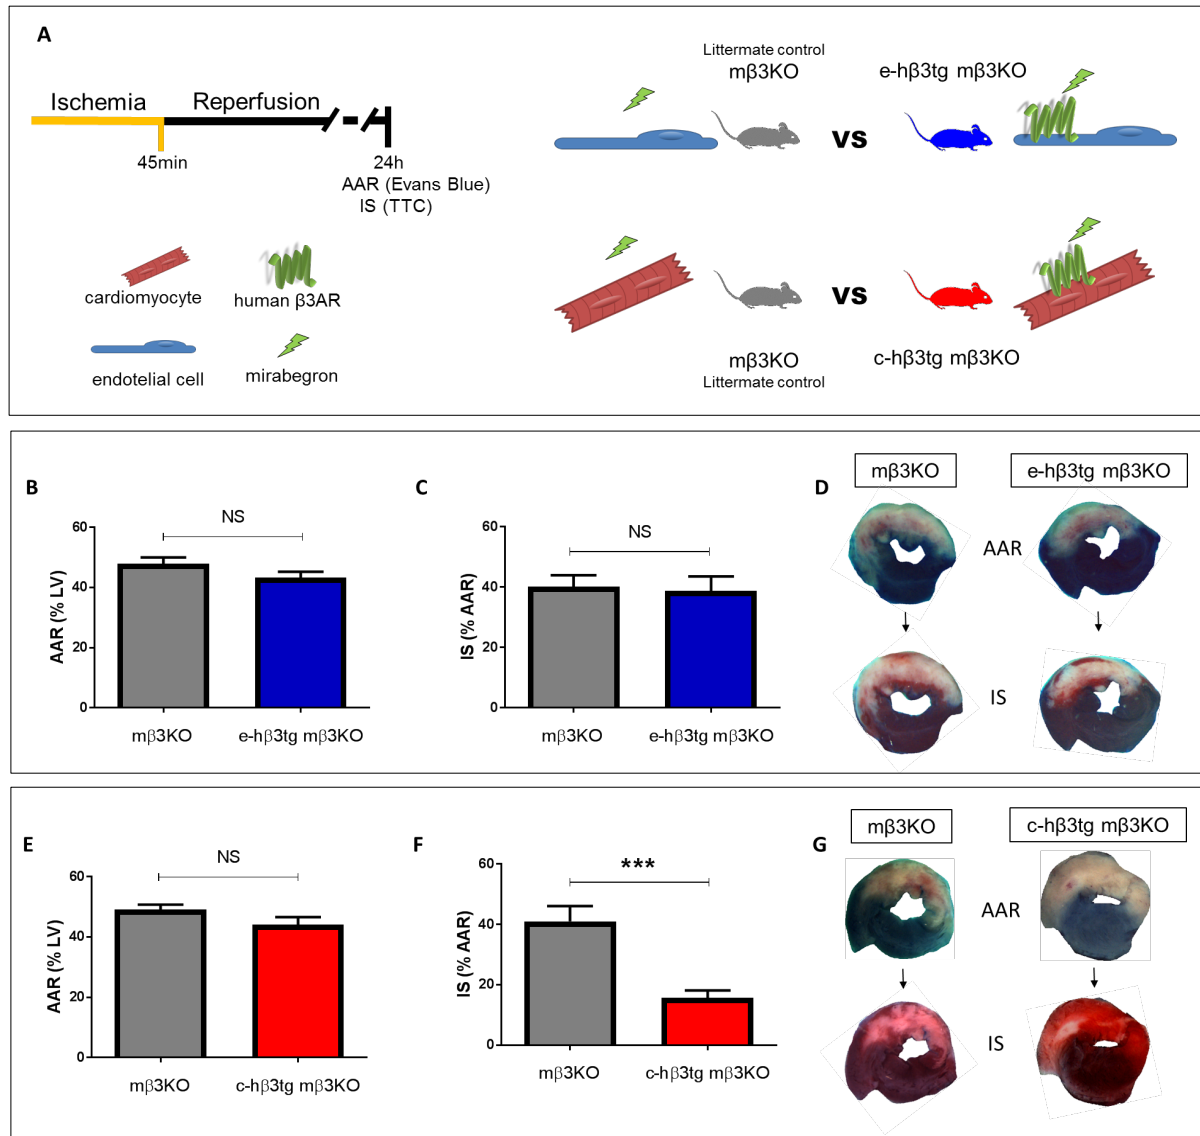 A
Ischemia
Reperfusion
45min
24h
AAR (Evans Blue)
IS (TTC)
cardiomyocyte
human β3AR
endotelial cell
mirabegron
Littermate control
mβ3KO
e-hβ3tg mβ3KO
vs
vs
mβ3KO
Littermate control
c-hβ3tg mβ3KO
B
NS
AAR (% LV)
60
40
20
0
mβ3KO
e-hβ3tg mβ3KO
C
NS
IS (% AAR)
60
40
20
0
mβ3KO
e-hβ3tg mβ3KO
D
mβ3KO
e-hβ3tg mβ3KO
AAR
IS
E
NS
AAR (% LV)
60
40
20
0
mβ3KO
c-hβ3tg mβ3KO
F
***
IS (% AAR)
60
40
20
0
mβ3KO
c-hβ3tg mβ3KO
G
mβ3KO
c-hβ3tg mβ3KO
AAR
IS